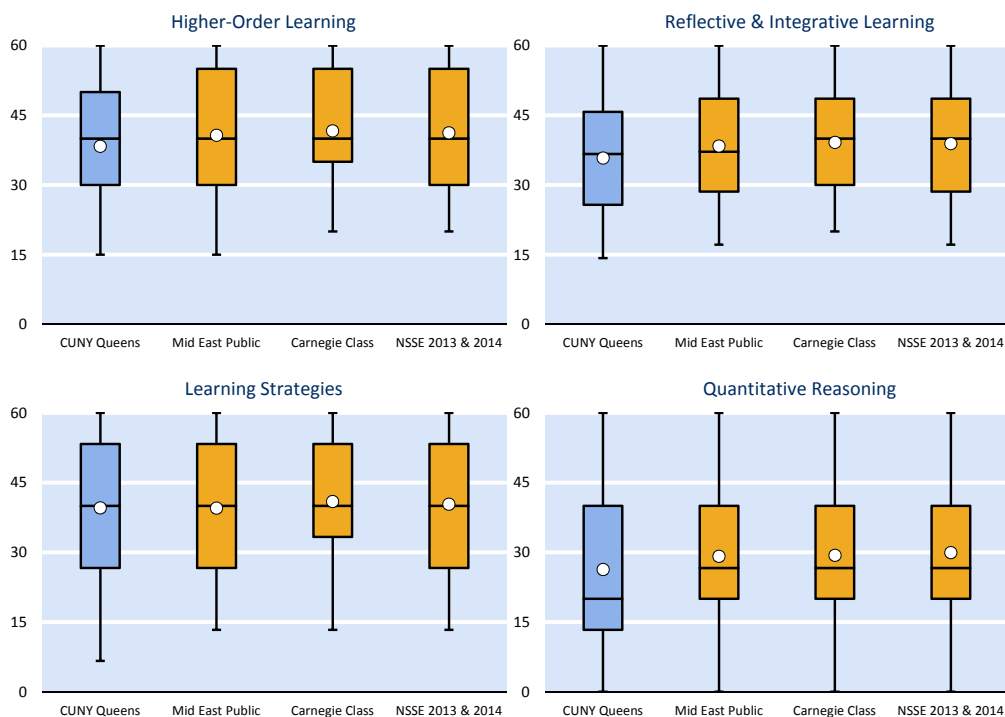 Higher-Order Learning
60
45
30
15
0
CUNY Queens Mid East Public Carnegie Class NSSE 2013 & 2014
Reflective & Integrative Learning
60
45
30
15
0
CUNY Queens Mid East Public Carnegie Class NSSE 2013 & 2014
Learning Strategies
60
45
30
15
0
CUNY Queens Mid East Public Carnegie Class NSSE 2013 & 2014
Quantitative Reasoning
60
45
30
15
0
CUNY Queens Mid East Public Carnegie Class NSSE 2013 & 2014